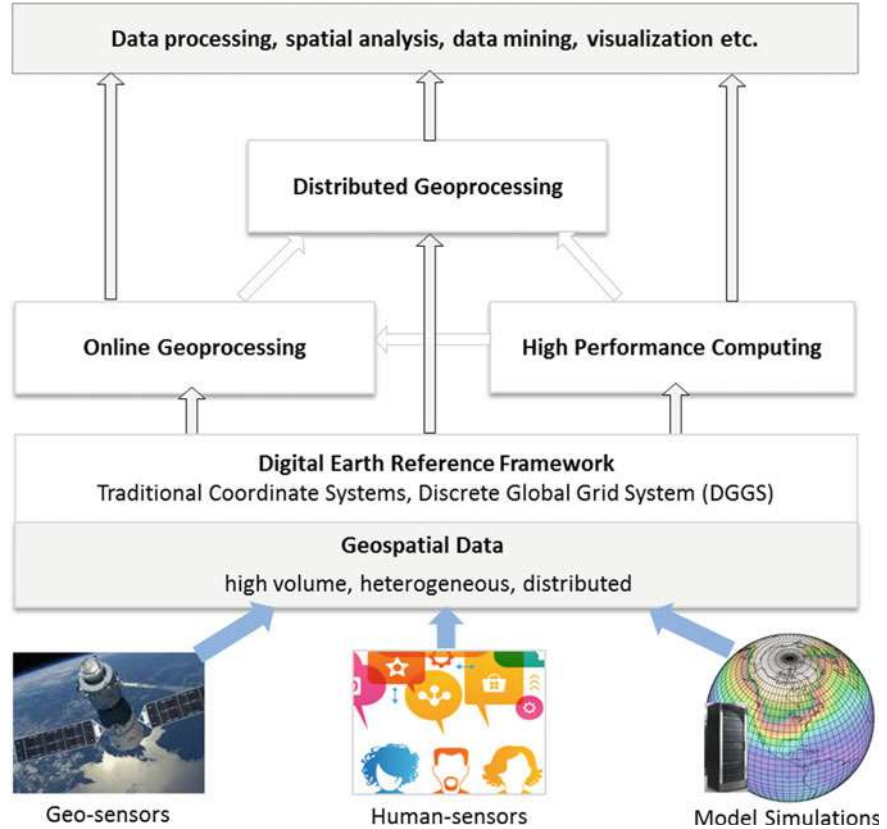 Data processing, spatial analysis, data mining, visualization etc.
Distributed Geoprocessing
Online Geoprocessing
High Performance Computing
Digital Earth Reference Framework
Traditional Coordinate Systems, Discrete Global Grid System (DGGS)
Geospatial Data
high volume, heterogeneous, distributed
Geo-sensors
Human-sensors
Model Simulations